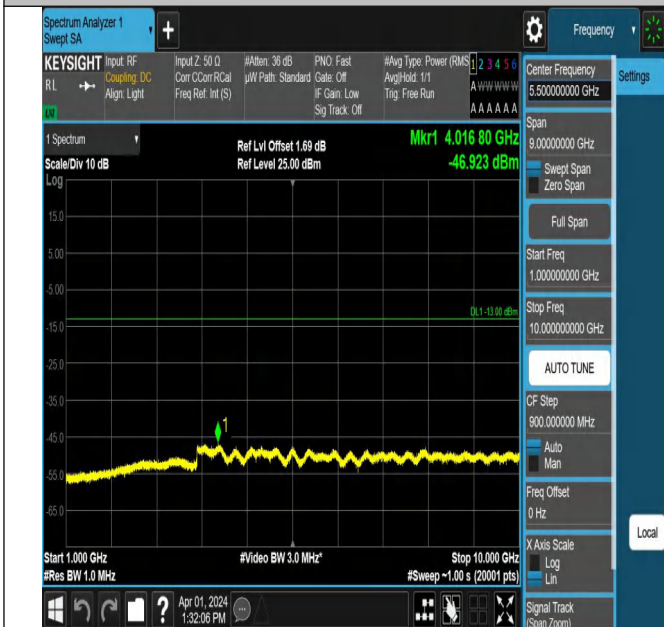 Spectrum Analyzer 1
Swept SA
+
Frequency
KEYSIGHT
RL
LXI
Input: RF
Coupling: DC
Align: Light
Input Z: 50 Ω
Corr CCorr RCal
Freq Ref: Int (S)
#Atten: 36 dB
µW Path: Standard
PNO: Fast
Gate: Off
IF Gain: Low
Sig Track: Off
#Avg Type: Power (RMS
Avg|Hold: 1/1
Trig: Free Run
1 2 3 4 5 6
A W W W W W
A A A A A A
Center Frequency
5.500000000 GHz
Settings
Span
9.00000000 GHz
Swept Span
Zero Span
Full Span
Start Freq
1.000000000 GHz
Stop Freq
10.000000000 GHz
AUTO TUNE
CF Step
900.000000 MHz
Auto
Man
Freq Offset
0 Hz
X Axis Scale
Log
Lin
Signal Track
(Span Zoom)
Local
1 Spectrum
Scale/Div 10 dB
Log
Ref Lvl Offset 1.69 dB
Ref Level 25.00 dBm
Mkr1 4.016 80 GHz
-46.923 dBm
15.0
5.00
-5.00
DL1 -13.00 dBm
-15.0
-25.0
-35.0
1
-45.0
-55.0
-65.0
Start 1.000 GHz
#Res BW 1.0 MHz
#Video BW 3.0 MHz*
Stop 10.000 GHz
#Sweep ~1.00 s (20001 pts)
?
Apr 01, 2024
1:32:06 PM